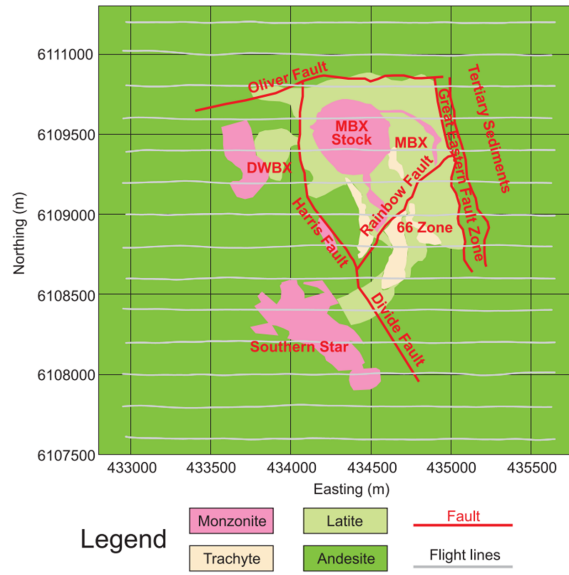 6111000
6110500
6110000
6109500
6109000
6108500
6108000
6107500
Northing (m)
Oliver Fault
MBX
Stock
MBX
DWBX
Harris Fault
Rainbow Fault
66 Zone
Great Eastern Fault Zone
Tertiary Sediments
Divide Fault
Southern Star
433000
433500
434000
434500
435000
435500
Easting (m)
Legend
Monzonite
Latite
Fault
Trachyte
Andesite
Flight lines